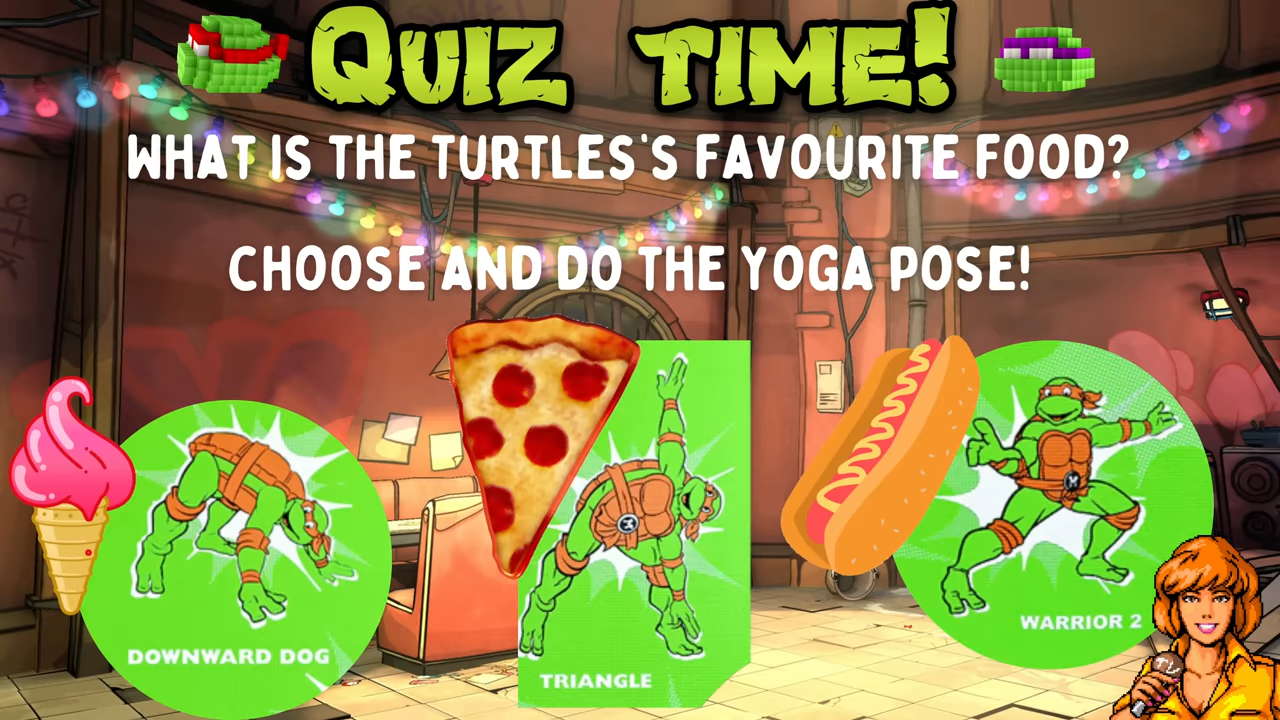 QUIZ TIME!
WHAT IS THE TURTLES'S FAVOURITE FOOD?
CHOOSE AND DO THE YOGA POSE!
DOWNWARD DOG
M
TRIANGLE
M
WARRIOR 2